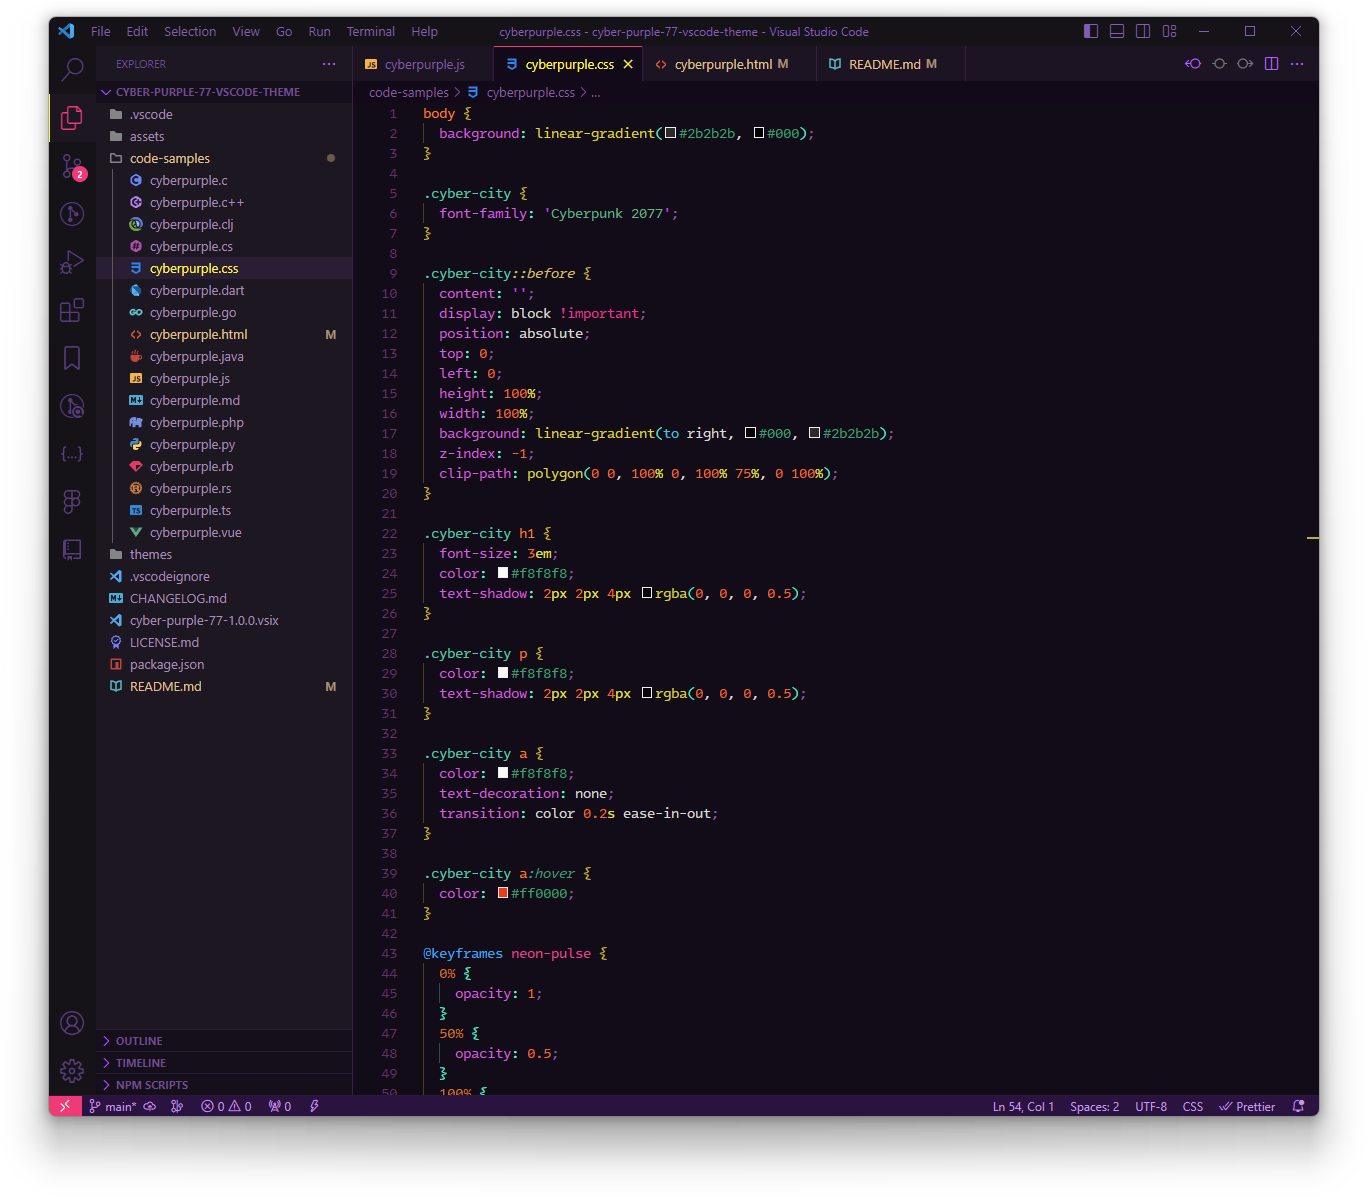 File Edit Selection View Go Run Terminal Help
cyberpurple.css - cyber-purple-77-vscode-theme - Visual Studio Code
EXPLORER
CYBER-PURPLE-77-VSCODE-THEME
.vscode
assets
code-samples
cyberpurple.c
cyberpurple.c++
cyberpurple.clj
cyberpurple.cs
cyberpurple.css
cyberpurple.dart
cyberpurple.go
cyberpurple.html M
cyberpurple.java
cyberpurple.js
cyberpurple.md
cyberpurple.php
cyberpurple.py
cyberpurple.rb
cyberpurple.rs
cyberpurple.ts
cyberpurple.vue
themes
.vscodeignore
CHANGELOG.md
cyber-purple-77-1.0.0.vsix
LICENSE.md
package.json
README.md M
OUTLINE
TIMELINE
NPM SCRIPTS
2
cyberpurple.js cyberpurple.css cyberpurple.html M README.md M
code-samples > cyberpurple.css > ...
1 body {
2 background: linear-gradient(#2b2b2b, #000);
3 }
4
5 .cyber-city {
6 font-family: 'Cyberpunk 2077';
7 }
8
9 .cyber-city::before {
10 content: '';
11 display: block !important;
12 position: absolute;
13 top: 0;
14 left: 0;
15 height: 100%;
16 width: 100%;
17 background: linear-gradient(to right, #000, #2b2b2b);
18 z-index: -1;
19 clip-path: polygon(0 0, 100% 0, 100% 75%, 0 100%);
20 }
21
22 .cyber-city h1 {
23 font-size: 3em;
24 color: #f8f8f8;
25 text-shadow: 2px 2px 4px rgba(0, 0, 0, 0.5);
26 }
27
28 .cyber-city p {
29 color: #f8f8f8;
30 text-shadow: 2px 2px 4px rgba(0, 0, 0, 0.5);
31 }
32
33 .cyber-city a {
34 color: #f8f8f8;
35 text-decoration: none;
36 transition: color 0.2s ease-in-out;
37 }
38
39 .cyber-city a:hover {
40 color: #ff0000;
41 }
42
43 @keyframes neon-pulse {
44 0% {
45 opacity: 1;
46 }
47 50% {
48 opacity: 0.5;
49 }
50 100% {
main* 0 0 0 Ln 54, Col 1 Spaces: 2 UTF-8 CSS Prettier